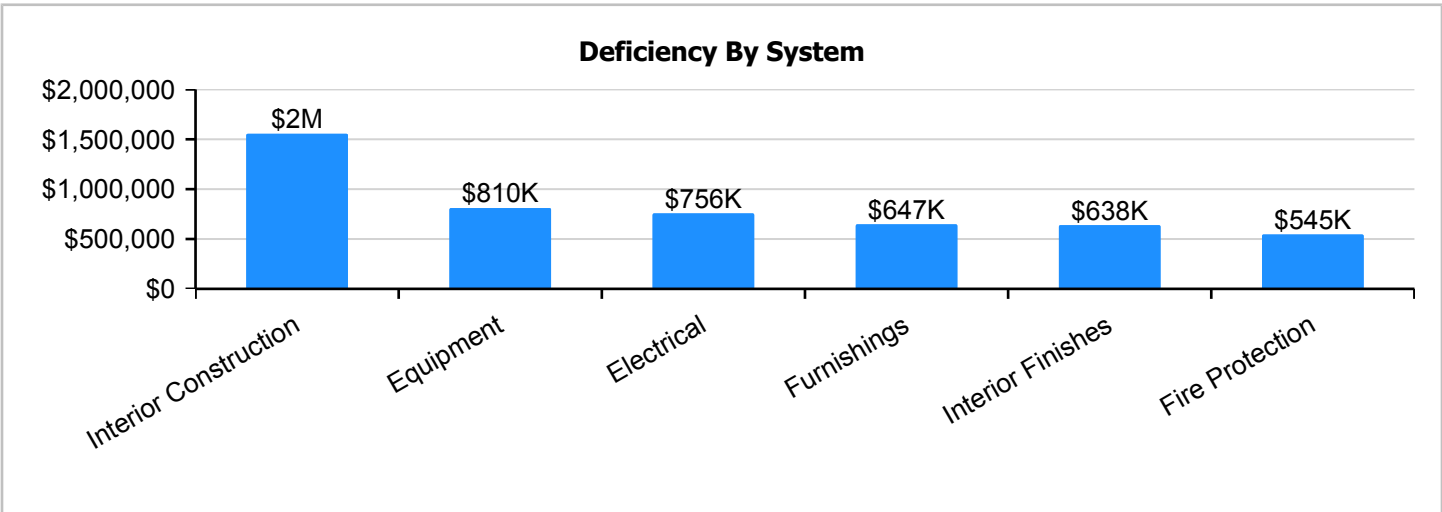 Deficiency By System
$2,000,000
$1,500,000
$1,000,000
$500,000
$0
$2M
$810K
$756K
$647K
$638K
$545K
Interior Construction
Equipment
Electrical
Furnishings
Interior Finishes
Fire Protection